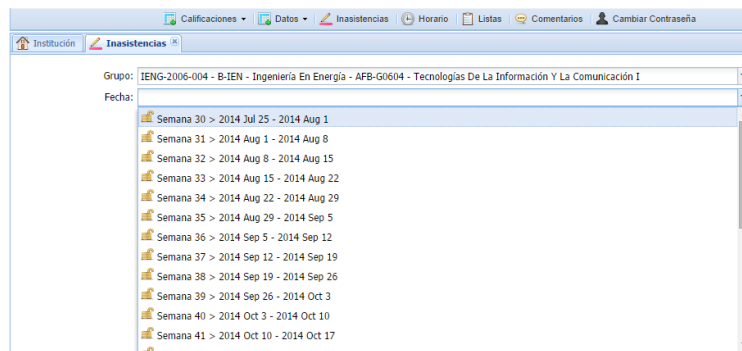 Calificaciones Datos Inasistencias Horario Listas Comentarios Cambiar Contraseña
Institución Inasistencias
Grupo: IENG-2006-004 - B-IEN - Ingeniería En Energía - AFB-G0604 - Tecnologías De La Información Y La Comunicación I
Fecha:
Semana 30 > 2014 Jul 25 - 2014 Aug 1
Semana 31 > 2014 Aug 1 - 2014 Aug 8
Semana 32 > 2014 Aug 8 - 2014 Aug 15
Semana 33 > 2014 Aug 15 - 2014 Aug 22
Semana 34 > 2014 Aug 22 - 2014 Aug 29
Semana 35 > 2014 Aug 29 - 2014 Sep 5
Semana 36 > 2014 Sep 5 - 2014 Sep 12
Semana 37 > 2014 Sep 12 - 2014 Sep 19
Semana 38 > 2014 Sep 19 - 2014 Sep 26
Semana 39 > 2014 Sep 26 - 2014 Oct 3
Semana 40 > 2014 Oct 3 - 2014 Oct 10
Semana 41 > 2014 Oct 10 - 2014 Oct 17